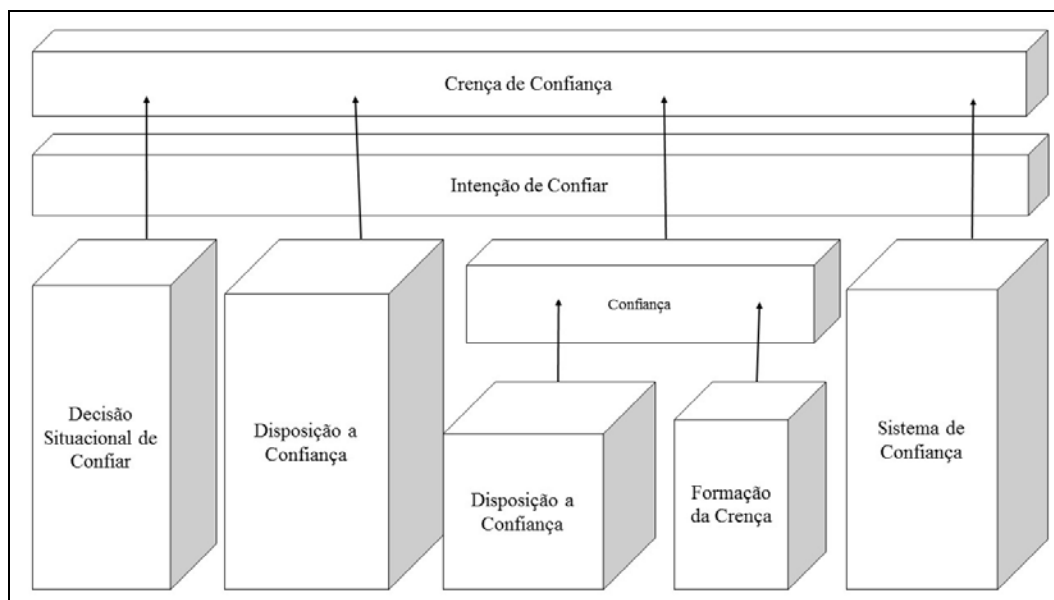 Crença de Confiança
Intenção de Confiar
Confiança
Decisão
Situacional de
Confiar
Disposição a
Confiança
Disposição a
Confiança
Formação
da Crença
Sistema de
Confiança